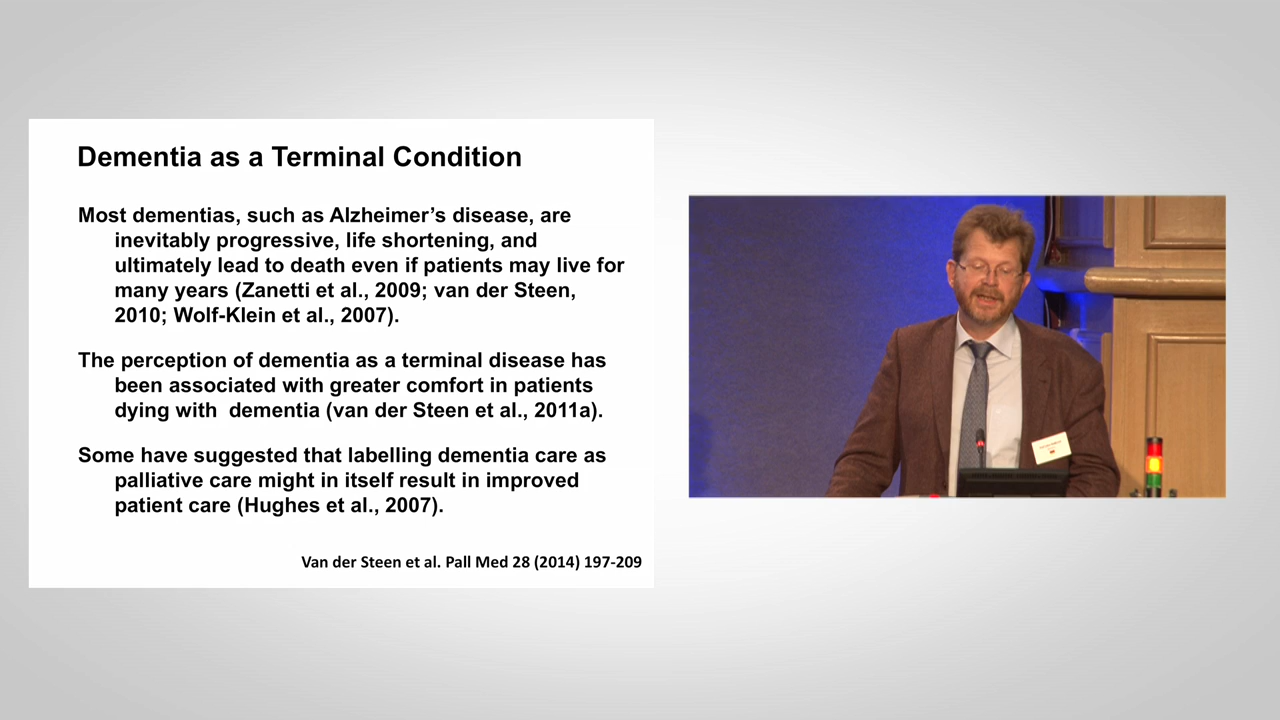 Dementia as a Terminal Condition
Most dementias, such as Alzheimer’s disease, are
inevitably progressive, life shortening, and
ultimately lead to death even if patients may live for
many years (Zanetti et al., 2009; van der Steen,
2010; Wolf-Klein et al., 2007).
The perception of dementia as a terminal disease has
been associated with greater comfort in patients
dying with  dementia (van der Steen et al., 2011a).
Some have suggested that labelling dementia care as
palliative care might in itself result in improved
patient care (Hughes et al., 2007).
Van der Steen et al. Pall Med 28 (2014) 197-209